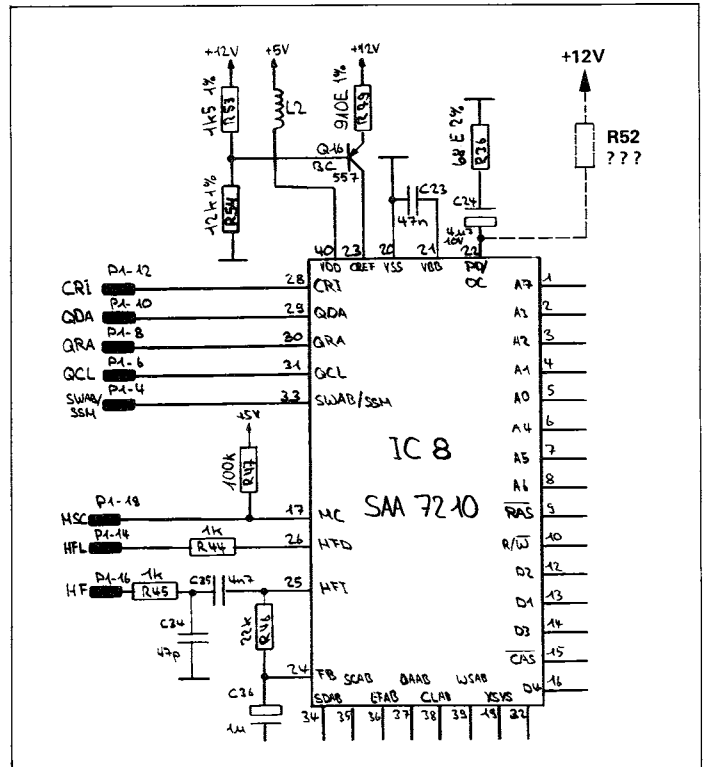 +12V
+5V
+12V
+12V
1k5 1%
R53
L2
910E 1%
R49
68E 2%
R36
R52
? ? ?
Q16
BC
557
12k 1%
R54
C23
47n
C24
4µ7
10V
40
23
20
21
22
VDD
CREF
VSS
VBB
PD/
OC
CRI
P1-12
28
CRI
QDA
P1-10
29
QDA
QRA
P1-8
30
QRA
QCL
P1-6
31
QCL
SWAB/
SSM
P1-4
33
SWAB/SSM
+5V
100k
R47
MSC
P1-18
17
MC
HFL
P1-14
1k
R44
26
HFD
HF
P1-16
1k
R45
C35
4n7
25
HFI
C34
47p
22k
R46
24
FB
C36
1µ
IC 8
SAA 7210
A7
1
A3
2
A2
3
A1
4
A0
5
A4
6
A5
7
A6
8
RAS
9
R/W
10
D2
12
D1
13
D3
14
CAS
15
D4
16
SCAB
DAAB
WSAB
SDAB
EFAB
CLAB
XSYS
34
35
36
37
38
39
19
32